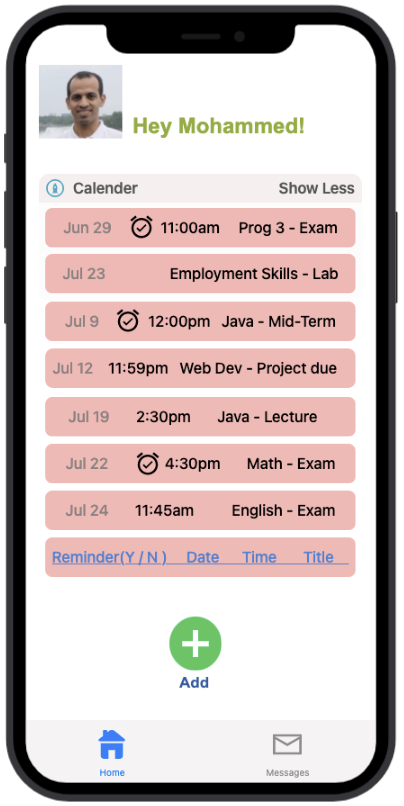 Hey Mohammed!
Calender Show Less
Jun 29 11:00am Prog 3 - Exam
Jul 23 Employment Skills - Lab
Jul 9 12:00pm Java - Mid-Term
Jul 12 11:59pm Web Dev - Project due
Jul 19 2:30pm Java - Lecture
Jul 22 4:30pm Math - Exam
Jul 24 11:45am English - Exam
Reminder(Y / N ) Date Time Title
Add
Home Messages